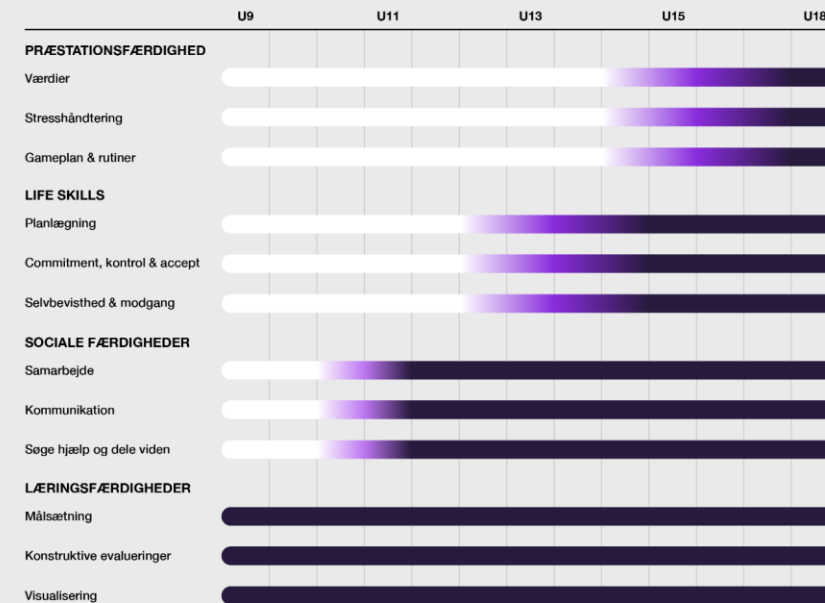 U9 U11 U13 U15 U18
PRÆSTATIONSFÆRDIGHED
Værdier
Stresshåndtering
Gameplan & rutiner
LIFE SKILLS
Planlægning
Commitment, kontrol & accept
Selvbevisthed & modgang
SOCIALE FÆRDIGHEDER
Samarbejde
Kommunikation
Søge hjælp og dele viden
LÆRINGSFÆRDIGHEDER
Målsætning
Konstruktive evalueringer
Visualisering